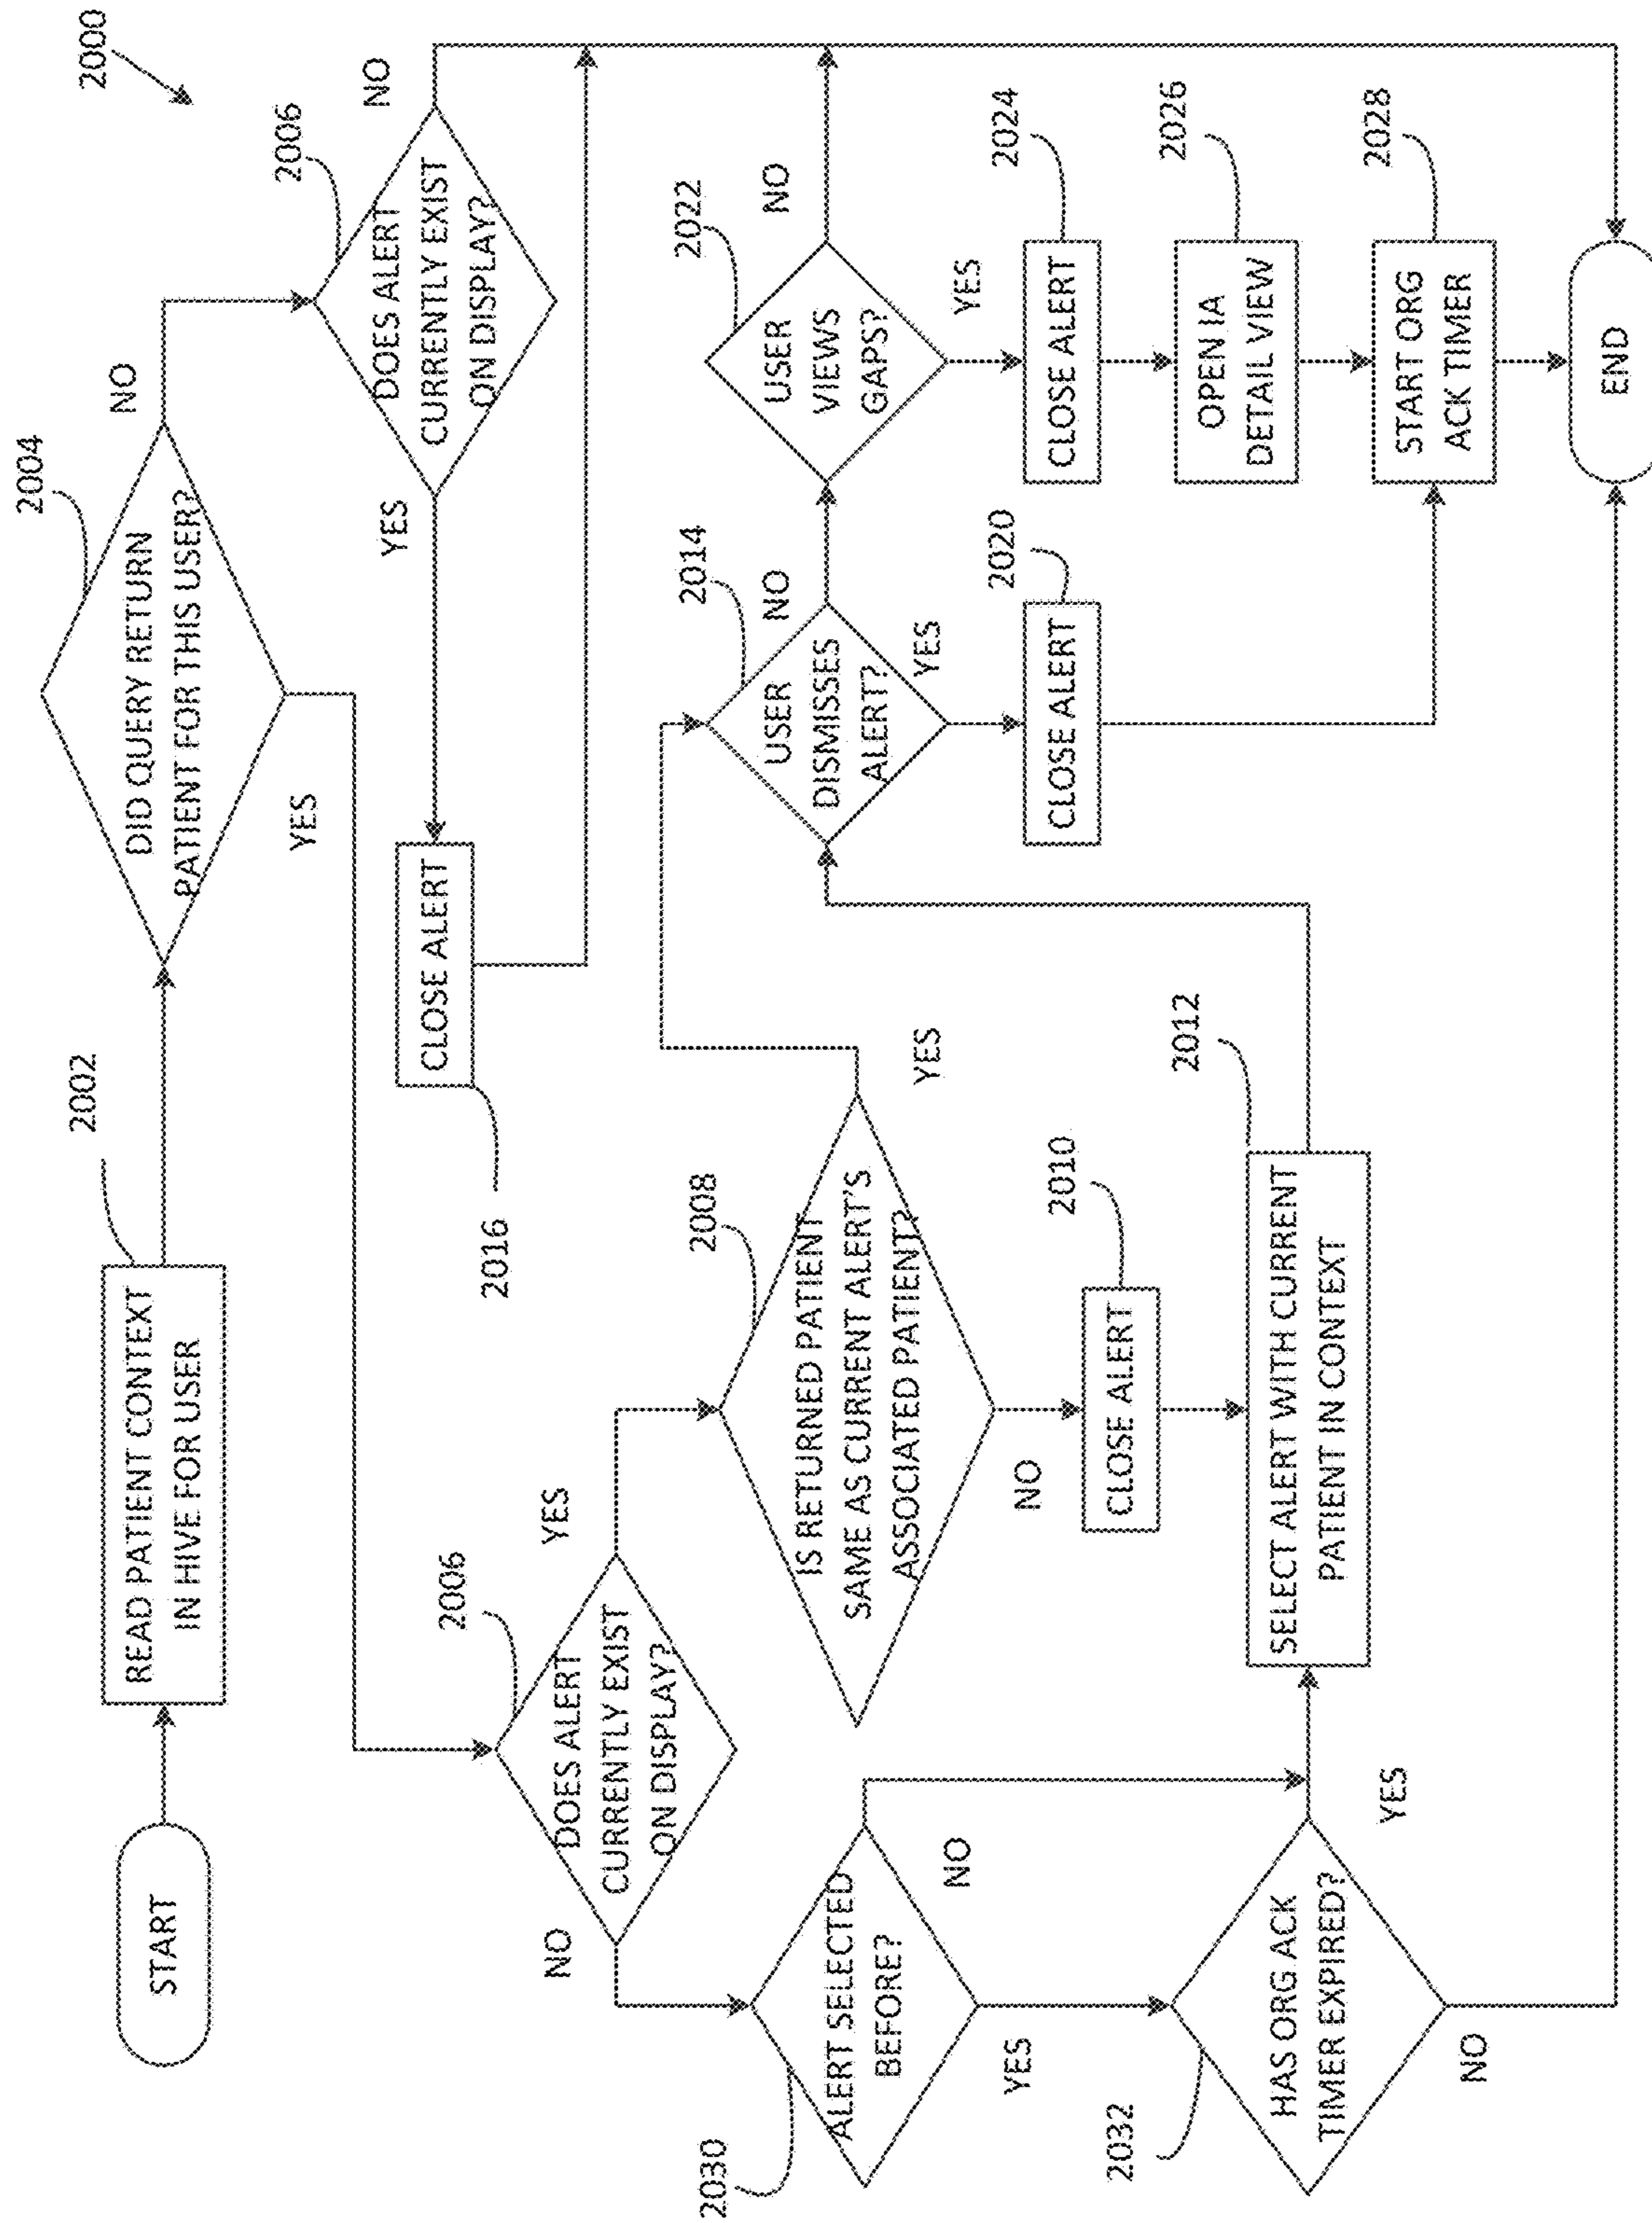 2000
START
2002
READ PATIENT CONTEXT
IN HIVE FOR USER
2004
DID QUERY RETURN
PATIENT FOR THIS USER?
NO
YES
2006
DOES ALERT
CURRENTLY EXIST
ON DISPLAY?
NO
YES
CLOSE ALERT
2016
2006
DOES ALERT
CURRENTLY EXIST
ON DISPLAY?
NO
YES
2008
IS RETURNED PATIENT
SAME AS CURRENT ALERT'S
ASSOCIATED PATIENT?
YES
NO
2014
USER
DISMISSES
ALERT?
NO
YES
2022
USER
VIEWS
GAPS?
NO
YES
2030
ALERT SELECTED
BEFORE?
NO
YES
2010
CLOSE ALERT
2020
CLOSE ALERT
2024
CLOSE ALERT
2026
OPEN IA
DETAIL VIEW
2032
HAS ORG ACK
TIMER EXPIRED?
YES
NO
2012
SELECT ALERT WITH CURRENT
PATIENT IN CONTEXT
2028
START ORG
ACK TIMER
END